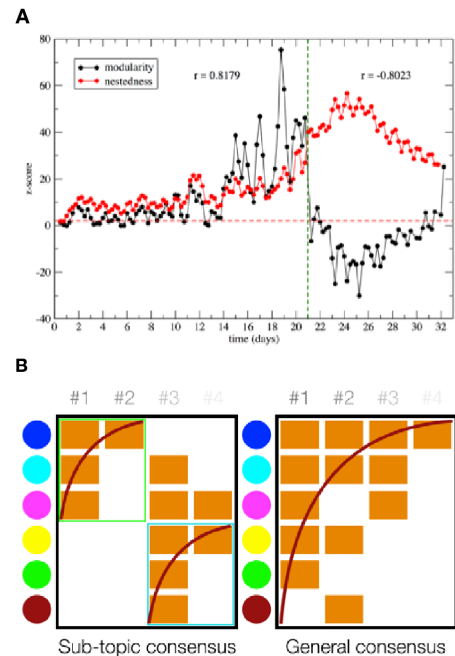 A
80
60
40
20
0
-20
-40
z-score
modularity
nestedness
r = 0.8179
r = -0.8023
0 2 4 6 8 10 12 14 16 18 20 22 24 26 28 30 32
time (days)
B
#1 #2 #3 #4 #1 #2 #3 #4
Sub-topic consensus General consensus